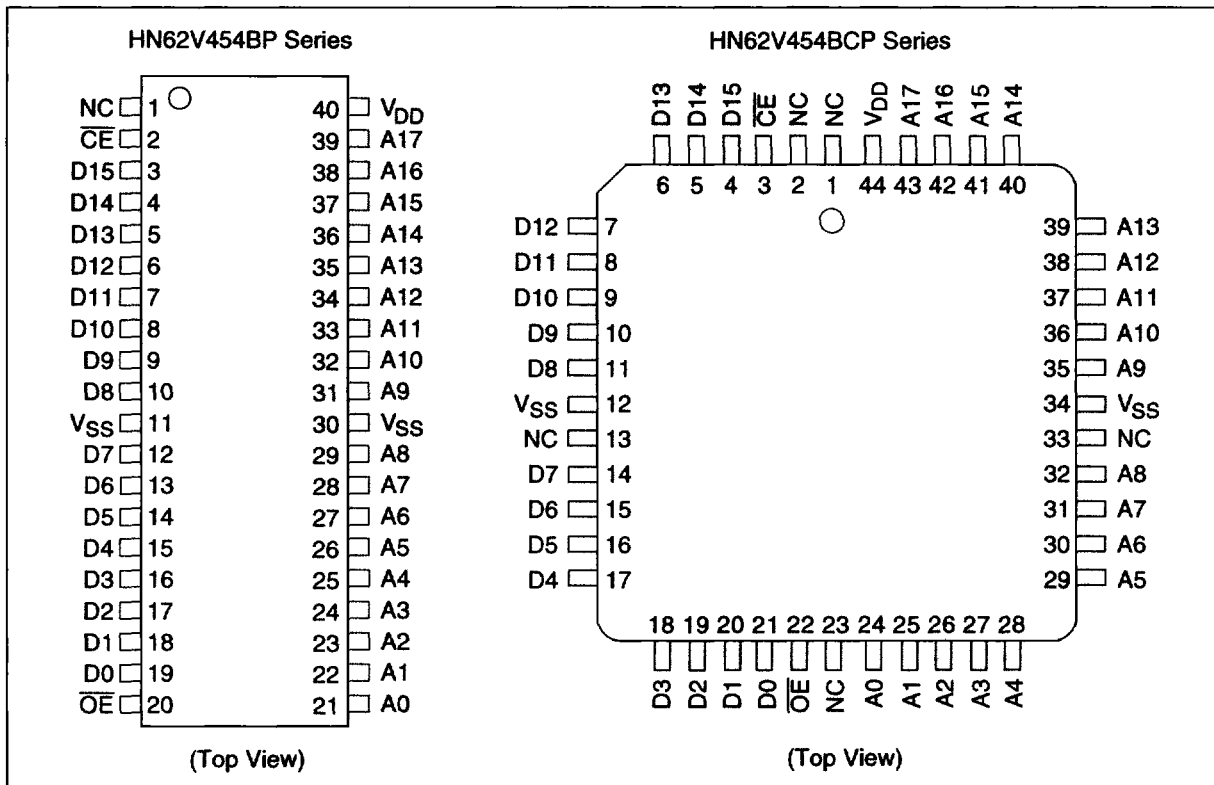 HN62V454BP Series
NC 1 40 VDD
CE 2 39 A17
D15 3 38 A16
D14 4 37 A15
D13 5 36 A14
D12 6 35 A13
D11 7 34 A12
D10 8 33 A11
D9 9 32 A10
D8 10 31 A9
VSS 11 30 VSS
D7 12 29 A8
D6 13 28 A7
D5 14 27 A6
D4 15 26 A5
D3 16 25 A4
D2 17 24 A3
D1 18 23 A2
D0 19 22 A1
OE 20 21 A0
(Top View)
HN62V454BCP Series
D13 D14 D15 CE NC NC VDD A17 A16 A15 A14
6 5 4 3 2 1 44 43 42 41 40
D12 7 39 A13
D11 8 38 A12
D10 9 37 A11
D9 10 36 A10
D8 11 35 A9
VSS 12 34 VSS
NC 13 33 NC
D7 14 32 A8
D6 15 31 A7
D5 16 30 A6
D4 17 29 A5
18 19 20 21 22 23 24 25 26 27 28
D3 D2 D1 D0 OE NC A0 A1 A2 A3 A4
(Top View)